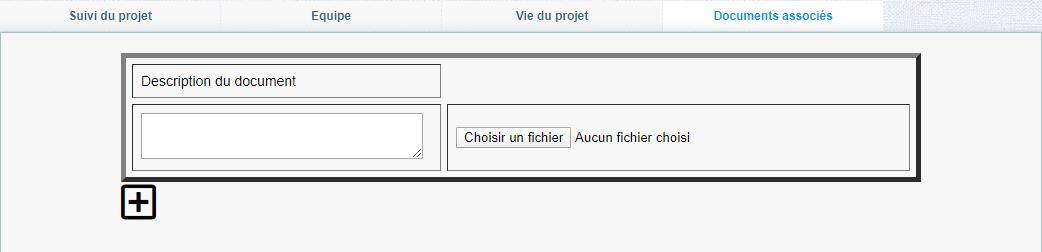 Suivi du projet Equipe Vie du projet Documents associés
Description du document
Choisir un fichier Aucun fichier choisi